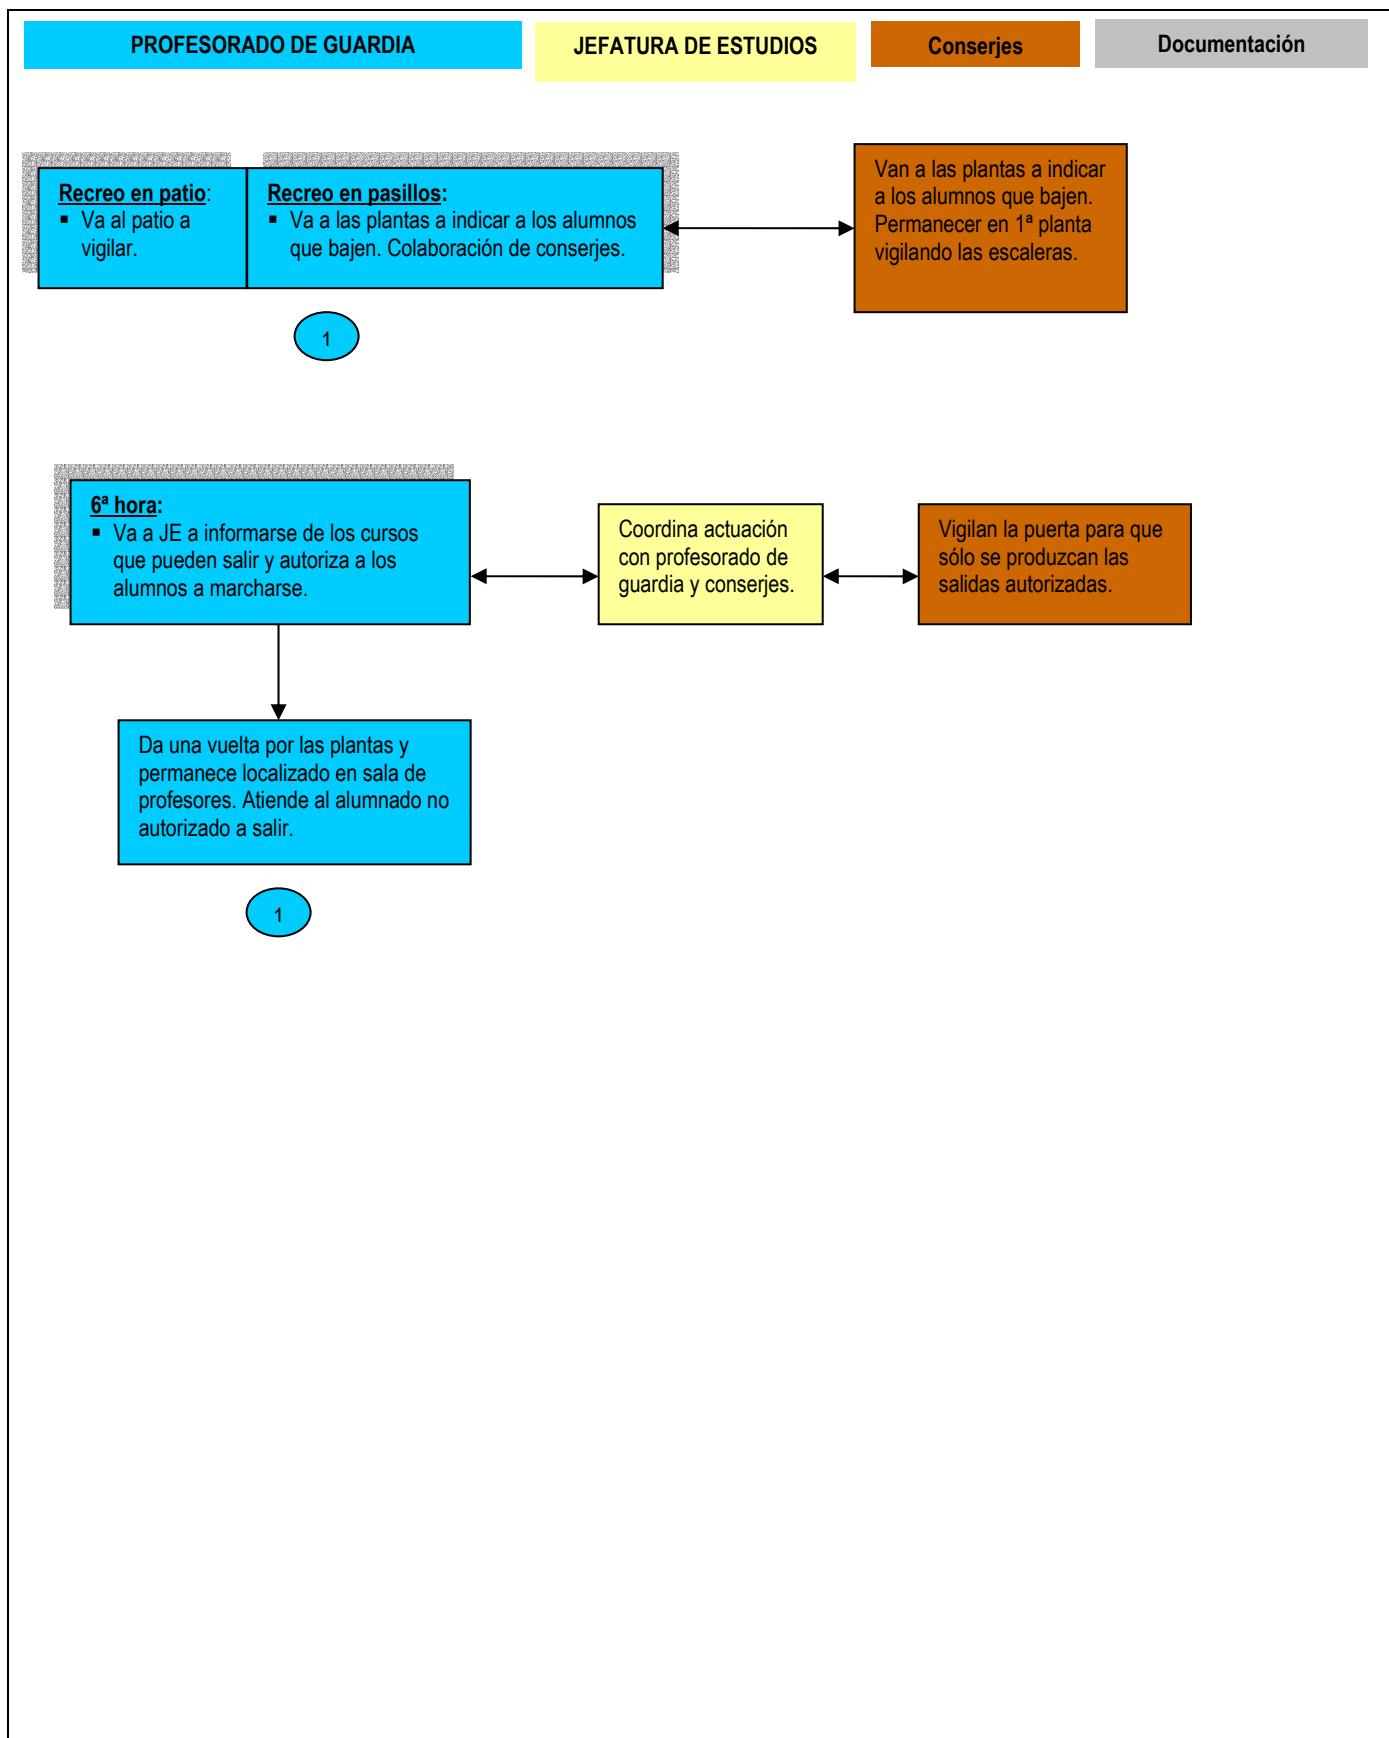 PROFESORADO DE GUARDIA
JEFATURA DE ESTUDIOS
Conserjes
Documentación
Recreo en patio:
▪ Va al patio a
vigilar.
Recreo en pasillos:
▪ Va a las plantas a indicar a los alumnos
que bajen. Colaboración de conserjes.
Van a las plantas a indicar
a los alumnos que bajen.
Permanecer en 1ª planta
vigilando las escaleras.
1
6ª hora:
▪ Va a JE a informarse de los cursos
que pueden salir y autoriza a los
alumnos a marcharse.
Coordina actuación
con profesorado de
guardia y conserjes.
Vigilan la puerta para que
sólo se produzcan las
salidas autorizadas.
Da una vuelta por las plantas y
permanece localizado en sala de
profesores. Atiende al alumnado no
autorizado a salir.
1